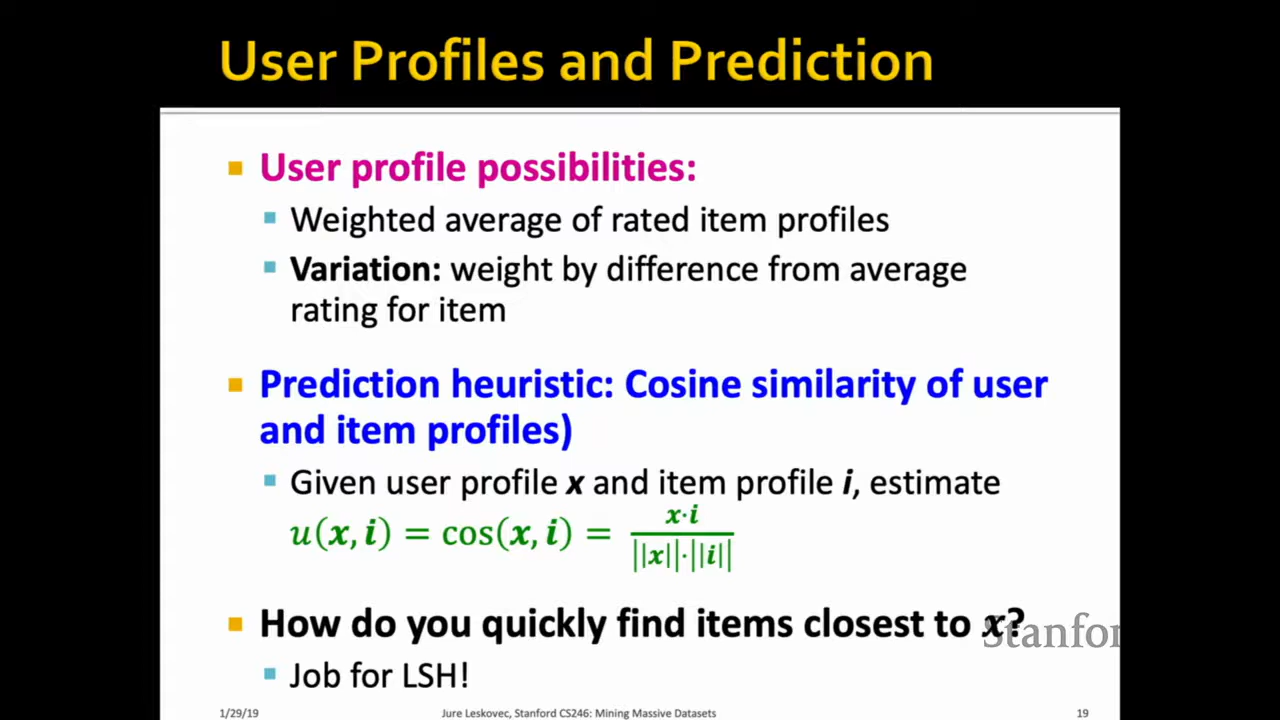 User Profiles and Prediction
User profile possibilities:
Weighted average of rated item profiles
Variation: weight by difference from average
rating for item
Prediction heuristic: Cosine similarity of user
and item profiles)
Given user profile x and item profile i, estimate
u(x, i) = cos(x, i) = x·i / ||x||·||i||
How do you quickly find items closest to x?
Stanfor
Job for LSH!
1/29/19 Jure Leskovec, Stanford CS246: Mining Massive Datasets 19